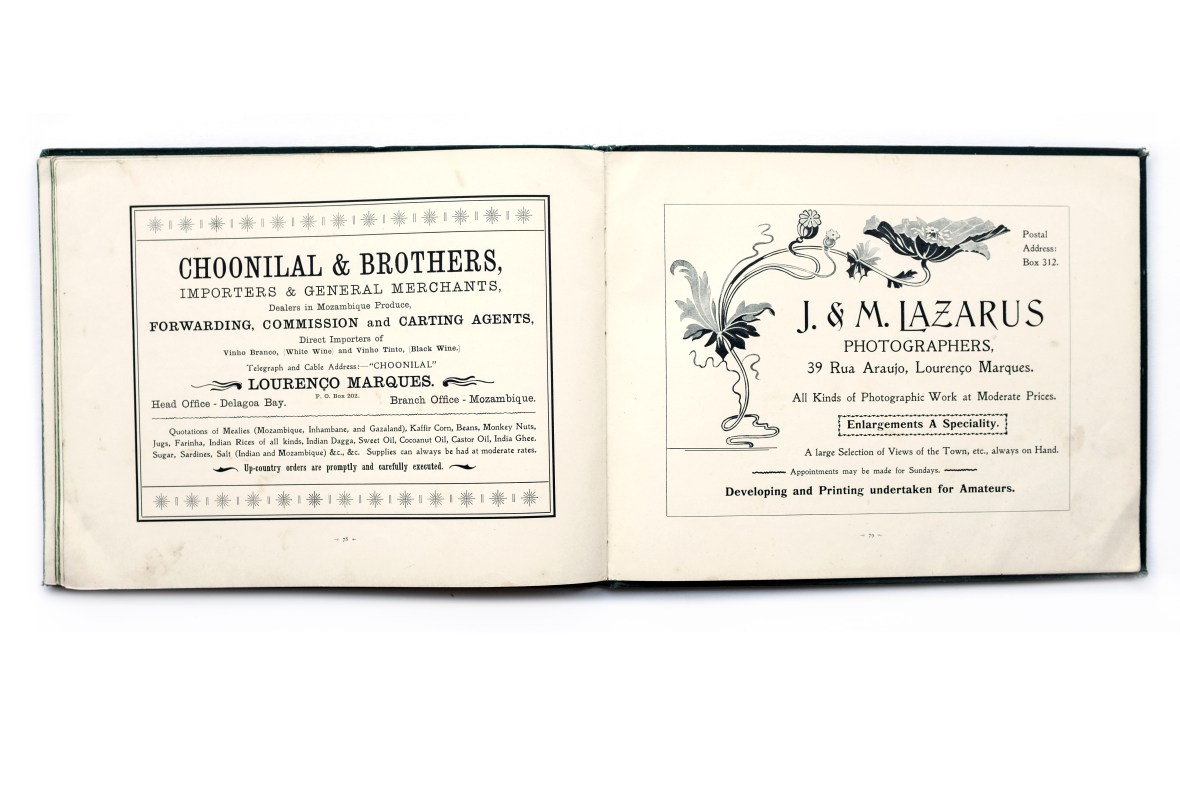 CHOONILAL & BROTHERS,
IMPORTERS & GENERAL MERCHANTS,
Dealers in Mozambique Produce,
FORWARDING, COMMISSION and CARTING AGENTS,
Direct Importers of
Vinho Branco, (White Wine) and Vinho Tinto, (Black Wine.)
Telegraph and Cable Address:—"CHOONILAL"
LOURENÇO MARQUES.
P. O. Box 202.
Head Office - Delagoa Bay. Branch Office - Mozambique.
Quotations of Mealies (Mozambique, Inhambane, and Gazaland), Kaffir Corn, Beans, Monkey Nuts,
Jugs, Farinha, Indian Rices of all kinds, Indian Dagga, Sweet Oil, Cocoanut Oil, Castor Oil, India Ghee.
Sugar, Sardines, Salt (Indian and Mozambique) &c., &c. Supplies can always be had at moderate rates.
Up-country orders are promptly and carefully executed.
– 78 –
Postal
Address:
Box 312.
J. & M. LAZARUS
PHOTOGRAPHERS,
39 Rua Araujo, Lourenço Marques.
All Kinds of Photographic Work at Moderate Prices.
Enlargements A Speciality.
A large Selection of Views of the Town, etc., always on Hand.
Appointments may be made for Sundays.
Developing and Printing undertaken for Amateurs.
– 79 –